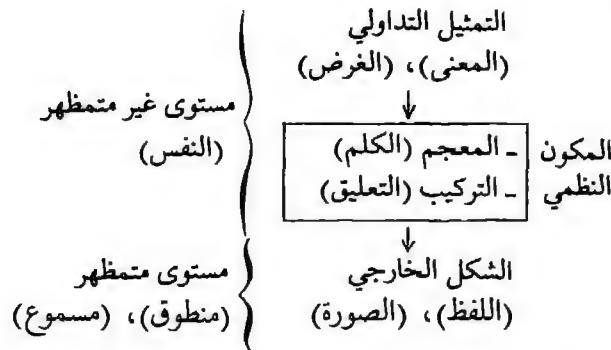 التمثيل التداولي
(المعنى)، (الغرض)
مستوى غير متمظهر
(النفس)
المكون
النظمي
ـ المعجم (الكلم)
ـ التركيب (التعليق)
الشكل الخارجي
(اللفظ)، (الصورة)
مستوى متمظهر
(منطوق)، (مسموع)